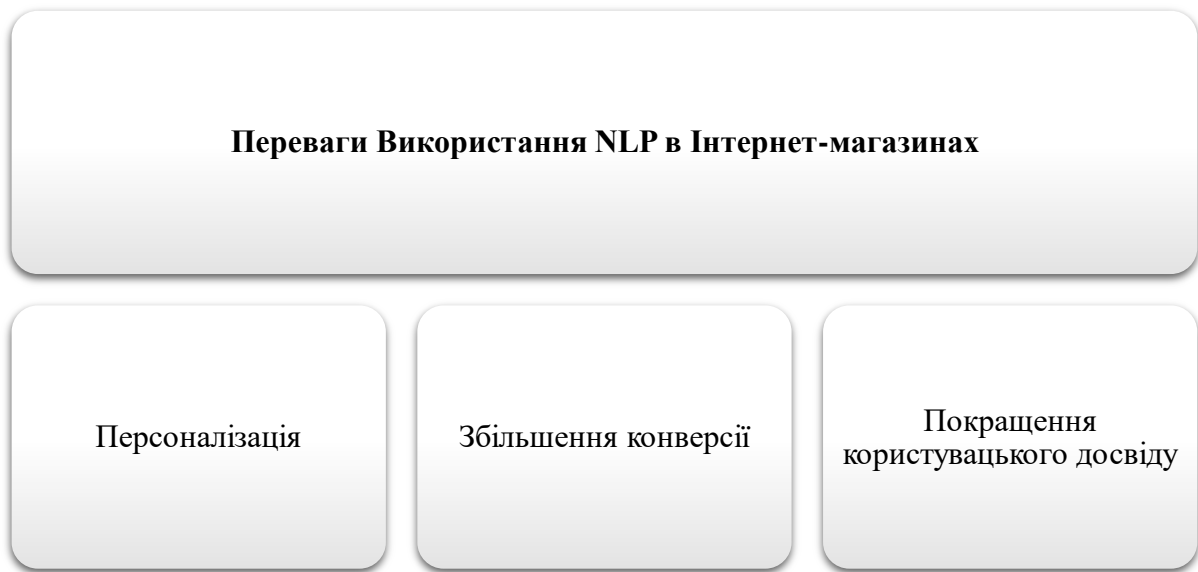 Переваги Використання NLP в Інтернет-магазинах
Персоналізація
Збільшення конверсії
Покращення
користувацького досвіду